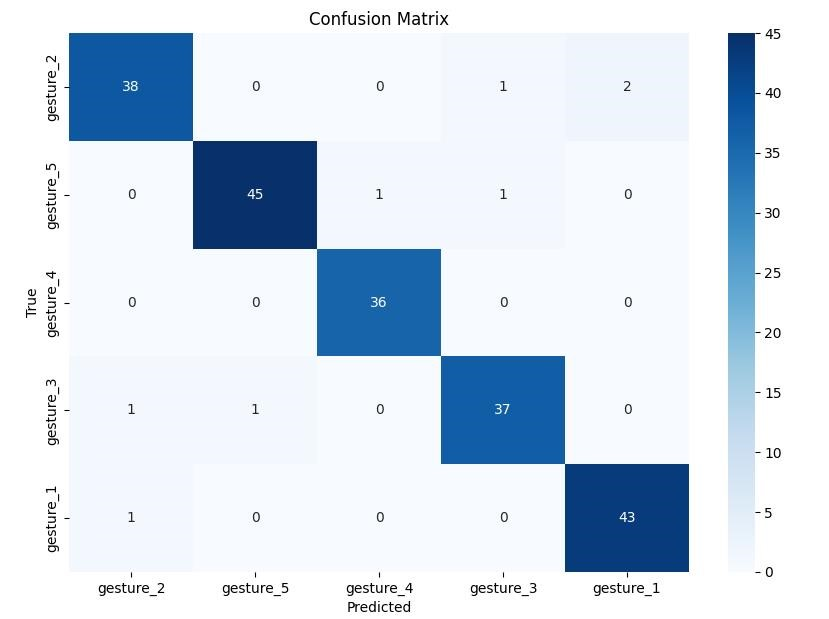 Confusion Matrix
gesture_2 38 0 0 1 2
gesture_5 0 45 1 1 0
gesture_4 0 0 36 0 0
gesture_3 1 1 0 37 0
gesture_1 1 0 0 0 43
True
gesture_2 gesture_5 gesture_4 gesture_3 gesture_1
Predicted
45
40
35
30
25
20
15
10
5
0